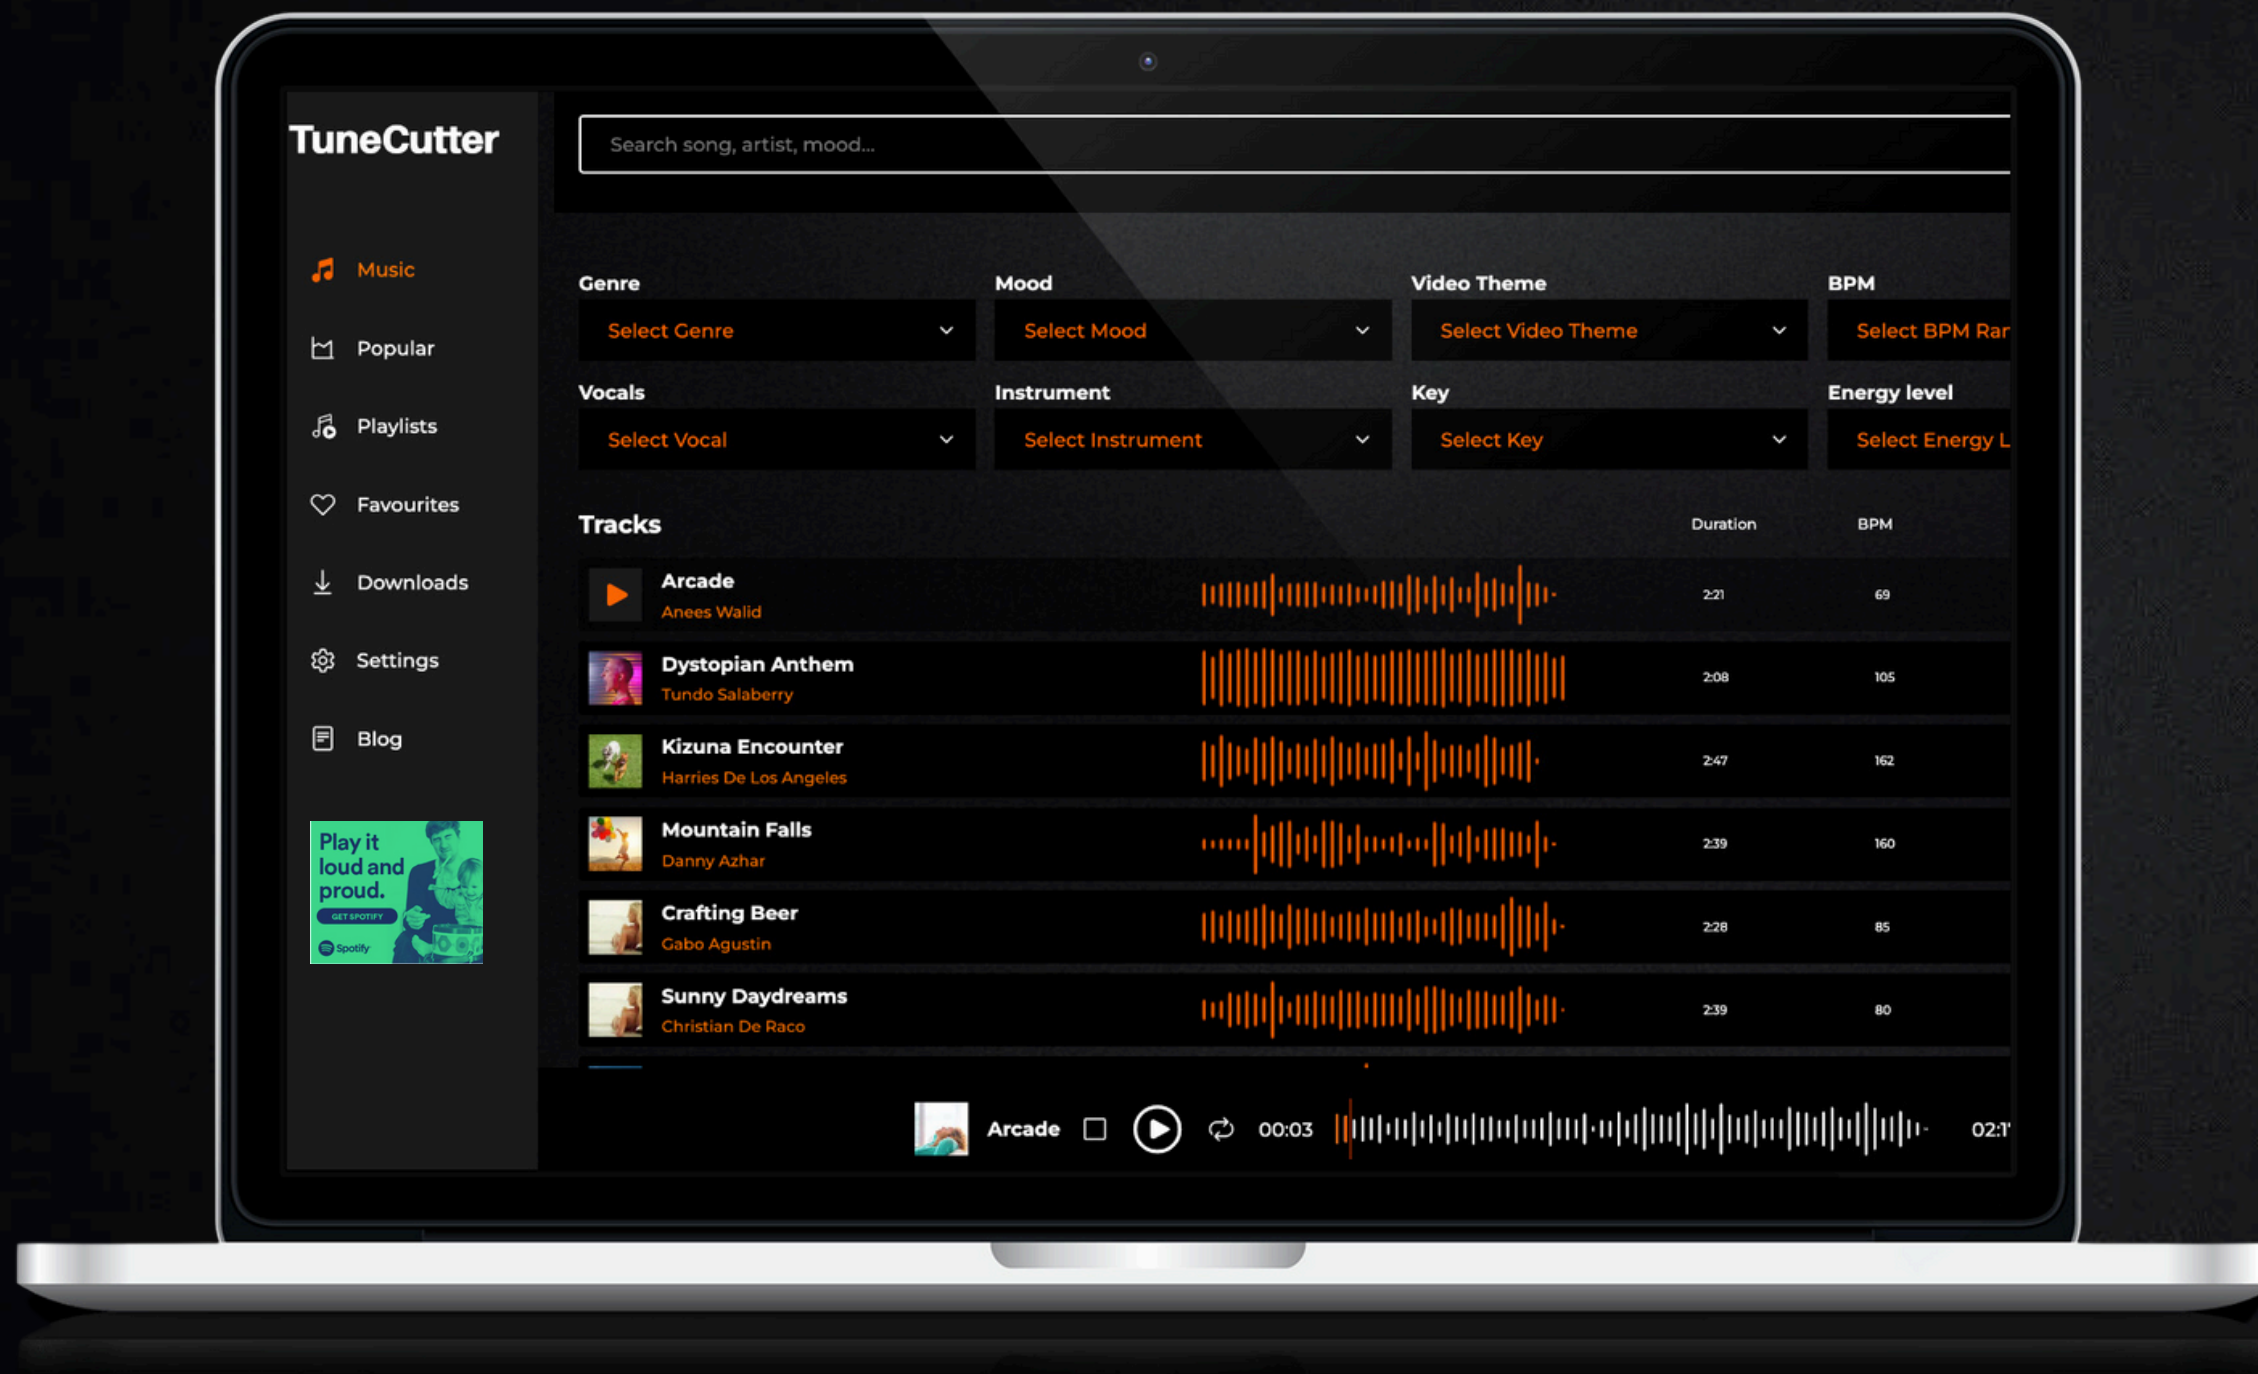 TuneCutter
Search song, artist, mood...
Music
Popular
Playlists
Favourites
Downloads
Settings
Blog
Play it
loud and
proud.
GET SPOTIFY
Spotify
Genre
Mood
Video Theme
BPM
Select Genre
Select Mood
Select Video Theme
Select BPM Rar
Vocals
Instrument
Key
Energy level
Select Vocal
Select Instrument
Select Key
Select Energy L
Tracks
Duration
BPM
Arcade
Anees Walid
2:21
69
Dystopian Anthem
Tundo Salaberry
2:08
105
Kizuna Encounter
Harries De Los Angeles
2:47
162
Mountain Falls
Danny Azhar
2:39
160
Crafting Beer
Gabo Agustin
2:28
85
Sunny Daydreams
Christian De Raco
2:39
80
Arcade
00:03